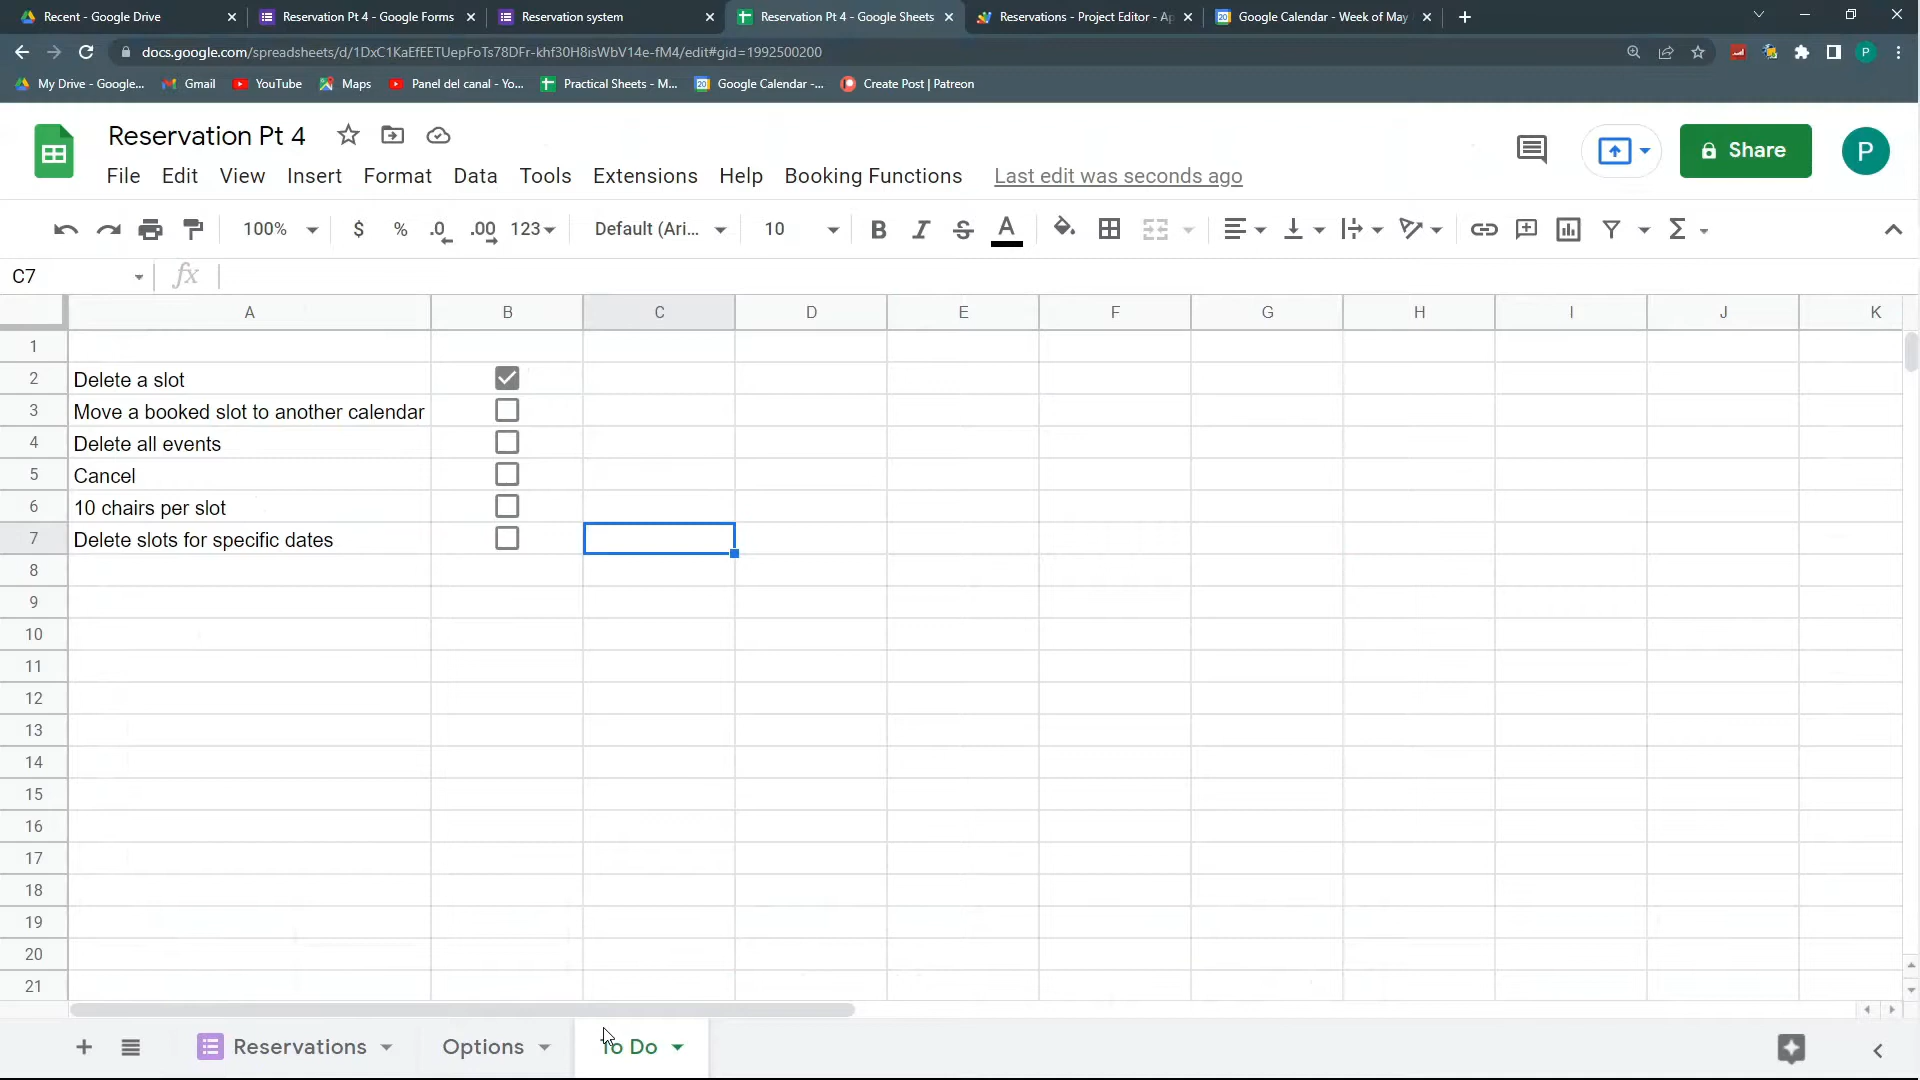 Recent - Google Drive
Reservation Pt 4 - Google Forms
Reservation system
Reservation Pt 4 - Google Sheets
Reservations - Project Editor - Ap
Google Calendar - Week of May
docs.google.com/spreadsheets/d/1DxC1KaEfEETUepFoTs78DFr-khf30H8isWbV14e-fM4/edit#gid=1992500200
P
My Drive - Google...
Gmail
YouTube
Maps
Panel del canal - Yo...
Practical Sheets - M...
Google Calendar -...
Create Post | Patreon
Reservation Pt 4
Share
P
File Edit View Insert Format Data Tools Extensions Help Booking Functions Last edit was seconds ago
100% $ % .0 .00 123 Default (Ari... 10 B I S A
C7 fx
A B C D E F G H I J K
1
2 Delete a slot
3 Move a booked slot to another calendar
4 Delete all events
5 Cancel
6 10 chairs per slot
7 Delete slots for specific dates
8
9
10
11
12
13
14
15
16
17
18
19
20
21
Reservations Options To Do